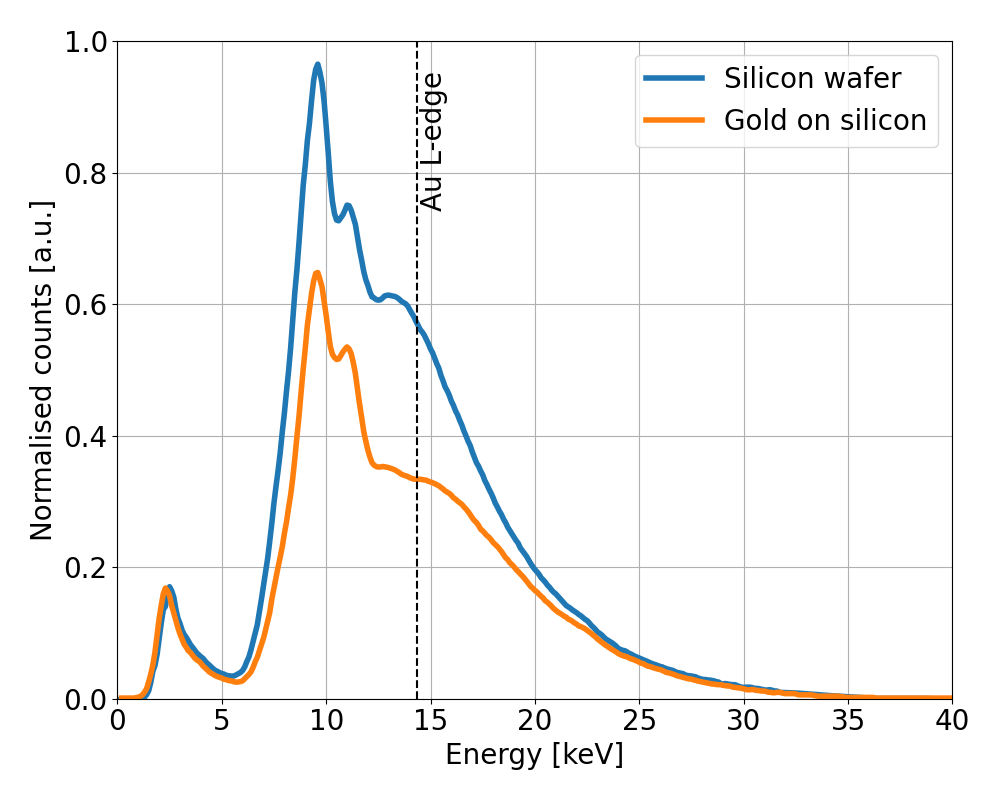 1.0
0.8
0.6
0.4
0.2
0.0
Normalised counts [a.u.]
Au L-edge
Silicon wafer
Gold on silicon
0 5 10 15 20 25 30 35 40
Energy [keV]